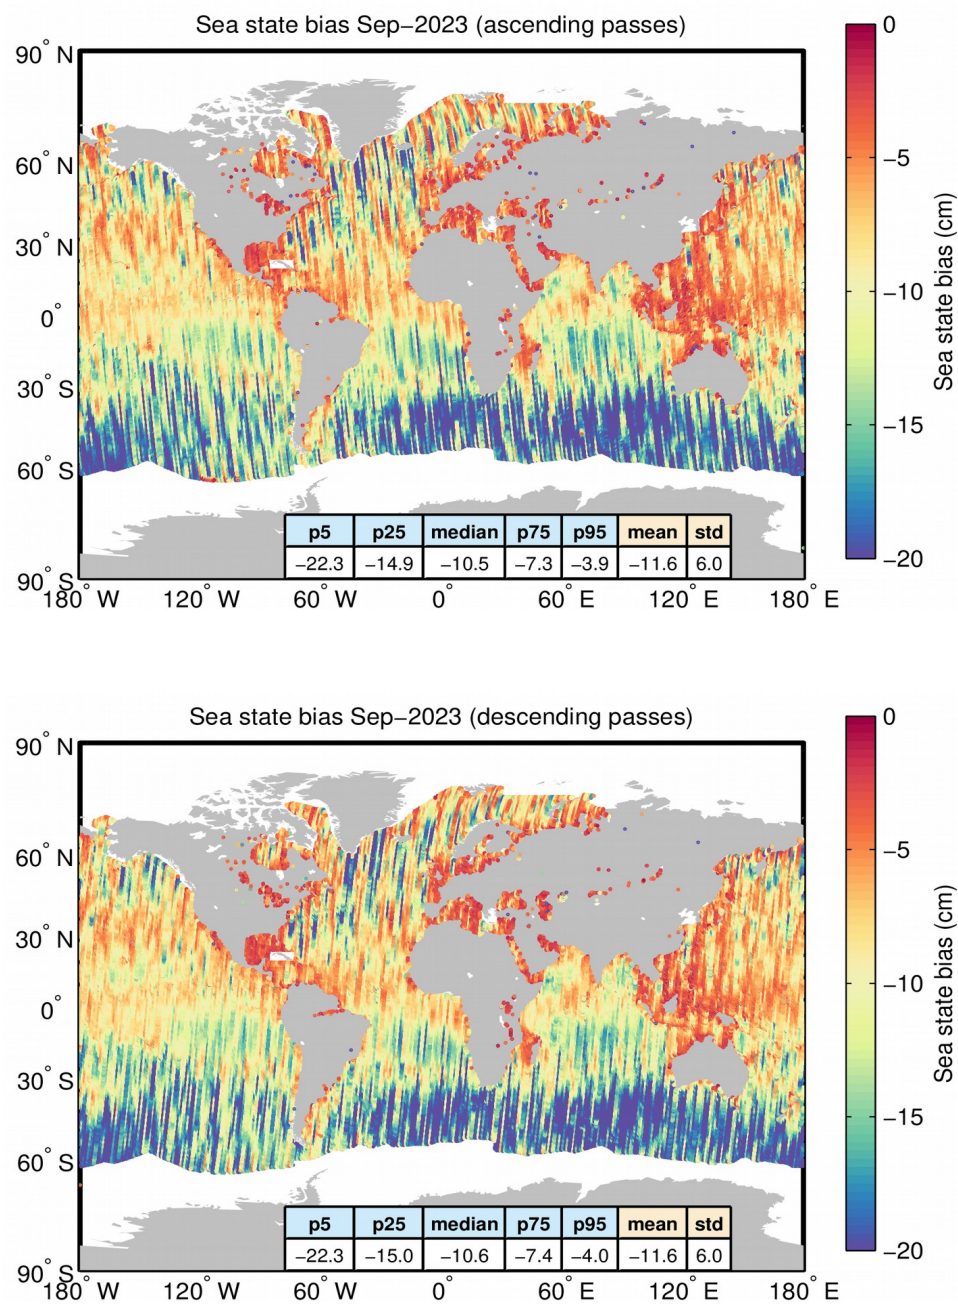 Sea state bias Sep−2023 (ascending passes)
90° N
60° N
30° N
0°
30° S
60° S
90° S
180° W 120° W 60° W 0° 60° E 120° E 180° E
p5 p25 median p75 p95 mean std
−22.3 −14.9 −10.5 −7.3 −3.9 −11.6 6.0
0
−5
−10
−15
−20
Sea state bias (cm)
Sea state bias Sep−2023 (descending passes)
90° N
60° N
30° N
0°
30° S
60° S
90° S
180° W 120° W 60° W 0° 60° E 120° E 180° E
p5 p25 median p75 p95 mean std
−22.3 −15.0 −10.6 −7.4 −4.0 −11.6 6.0
0
−5
−10
−15
−20
Sea state bias (cm)